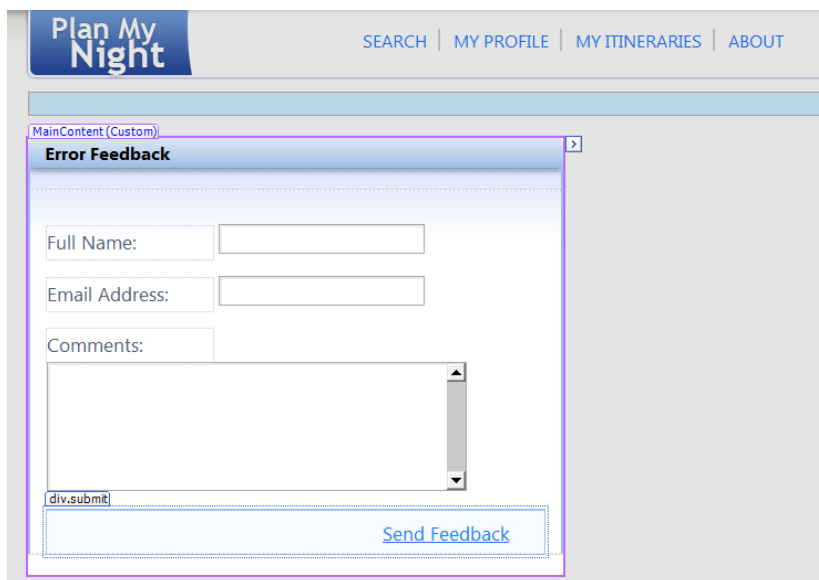 Plan My
Night
SEARCH | MY PROFILE | MY ITINERARIES | ABOUT
MainContent (Custom)
Error Feedback
>
Full Name:
Email Address:
Comments:
div.submit
Send Feedback